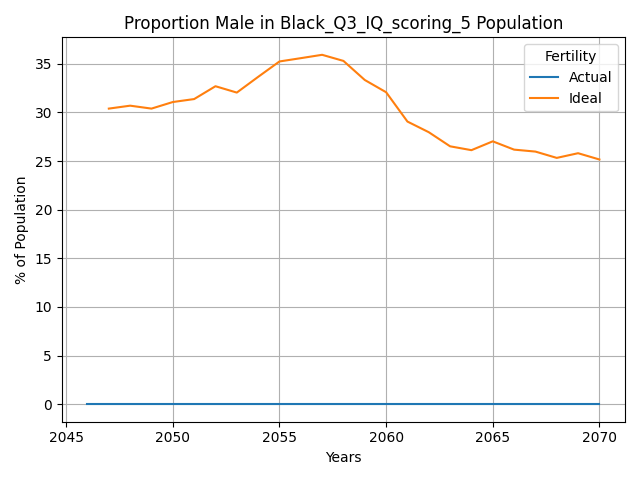 Proportion Male in Black_Q3_IQ_scoring_5 Population
% of Population
35
30
25
20
15
10
5
0
Fertility
Actual
Ideal
2045 2050 2055 2060 2065 2070
Years